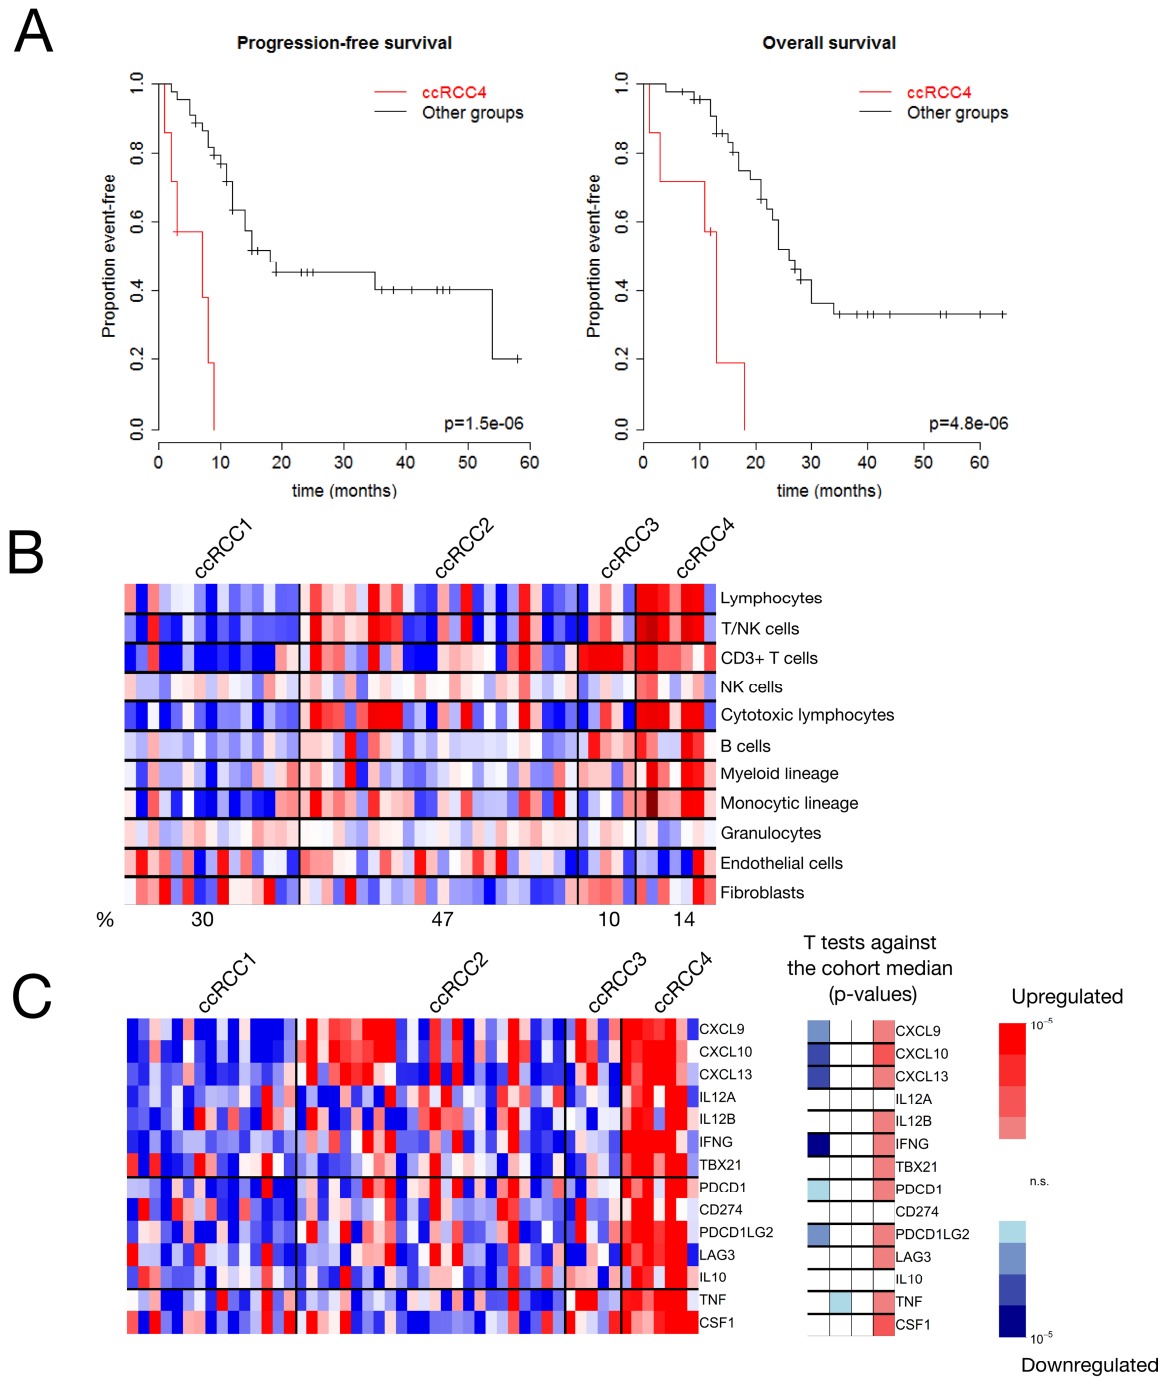 A
Progression-free survival
Overall survival
ccRCC4
Other groups
ccRCC4
Other groups
Proportion event-free
1.0
0.8
0.6
0.4
0.2
0.0
p=1.5e-06
0 10 20 30 40 50 60
time (months)
Proportion event-free
1.0
0.8
0.6
0.4
0.2
0.0
p=4.8e-06
0 10 20 30 40 50 60
time (months)
B
ccRCC1
ccRCC2
ccRCC3
ccRCC4
Lymphocytes
T/NK cells
CD3+ T cells
NK cells
Cytotoxic lymphocytes
B cells
Myeloid lineage
Monocytic lineage
Granulocytes
Endothelial cells
Fibroblasts
% 30 47 10 14
C
ccRCC1
ccRCC2
ccRCC3
ccRCC4
CXCL9
CXCL10
CXCL13
IL12A
IL12B
IFNG
TBX21
PDCD1
CD274
PDCD1LG2
LAG3
IL10
TNF
CSF1
T tests against
the cohort median
(p-values)
CXCL9
CXCL10
CXCL13
IL12A
IL12B
IFNG
TBX21
PDCD1
CD274
PDCD1LG2
LAG3
IL10
TNF
CSF1
Upregulated
10⁻⁵
n.s.
10⁻⁵
Downregulated